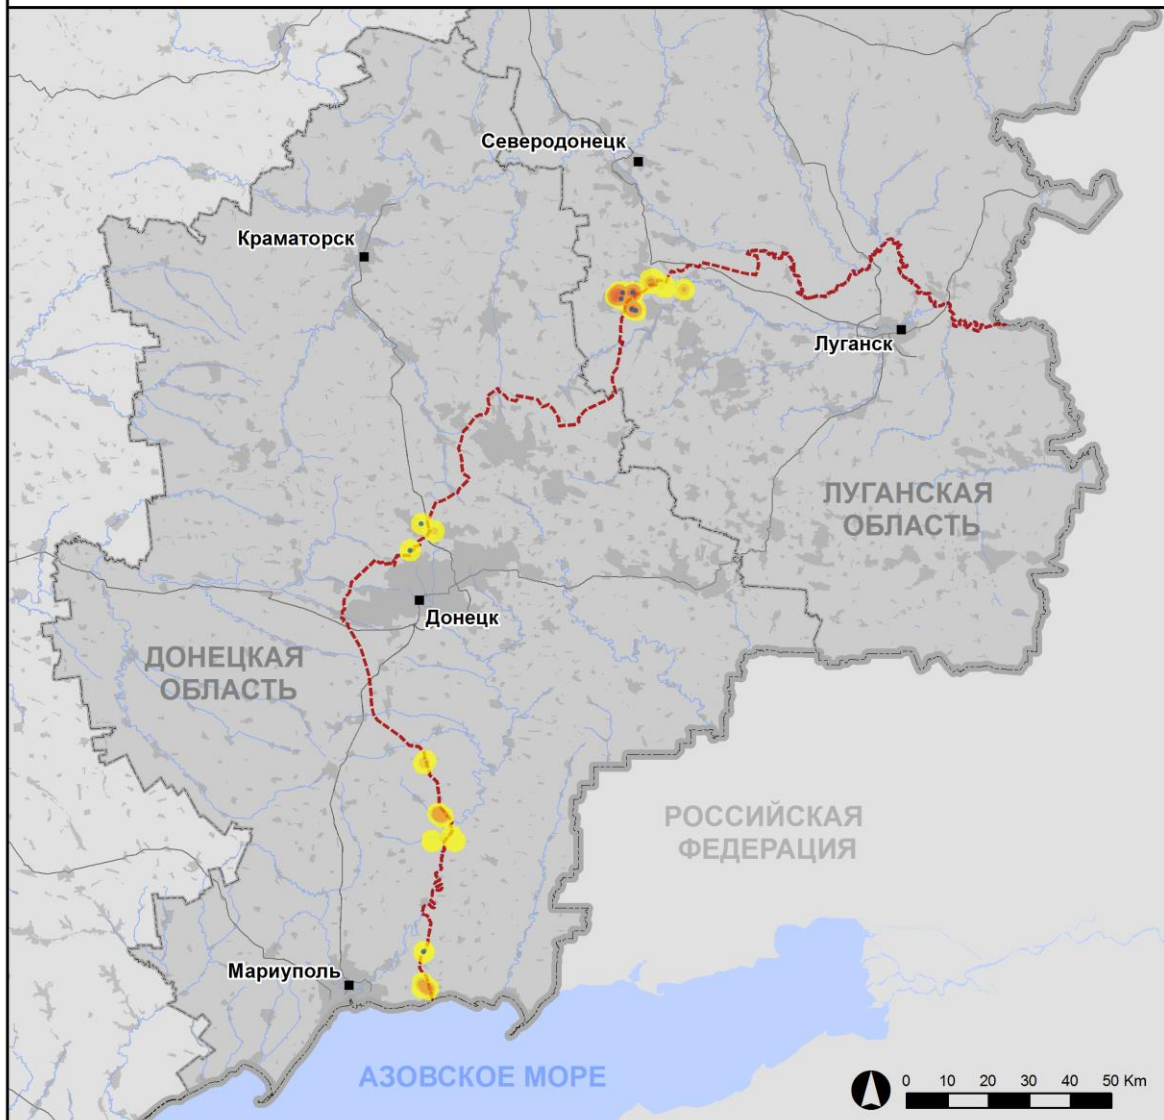 Северодонецк
Краматорск
Луганск
ЛУГАНСКАЯ
ОБЛАСТЬ
Донецк
ДОНЕЦКАЯ
ОБЛАСТЬ
РОССИЙСКАЯ
ФЕДЕРАЦИЯ
Мариуполь
АЗОВСКОЕ МОРЕ
0 10 20 30 40 50 Km